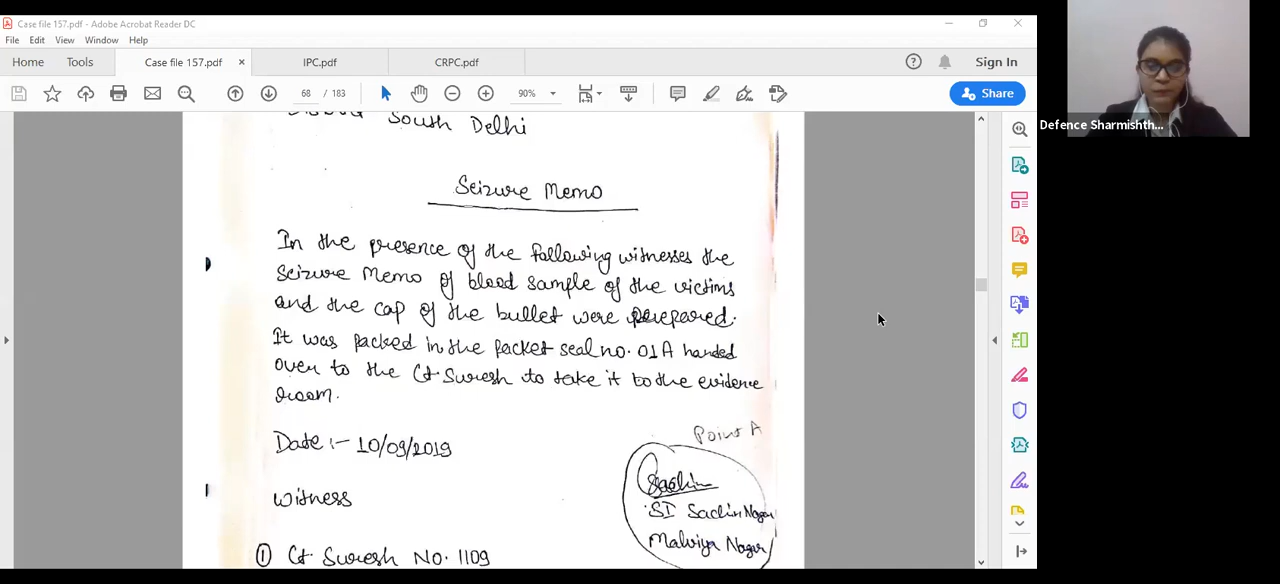 Case file 157.pdf - Adobe Acrobat Reader DC
File Edit View Window Help
Home Tools Case file 157.pdf × IPC.pdf CRPC.pdf Sign In
68 / 183 90% Share
South Delhi
Seizure Memo
In the presence of the following witnesses the
Seizure Memo of blood sample of the victims
and the cap of the bullet were prepared.
It was packed in the packet seal no. 01A handed
over to the Ct. Suresh to take it to the evidence
room.
Point A
Date :- 10/09/2019
Sachin
SI Sachin Nagar
Witness
Malviya Nagar
① Ct. Suresh No. 1109
Defence Sharmishth...